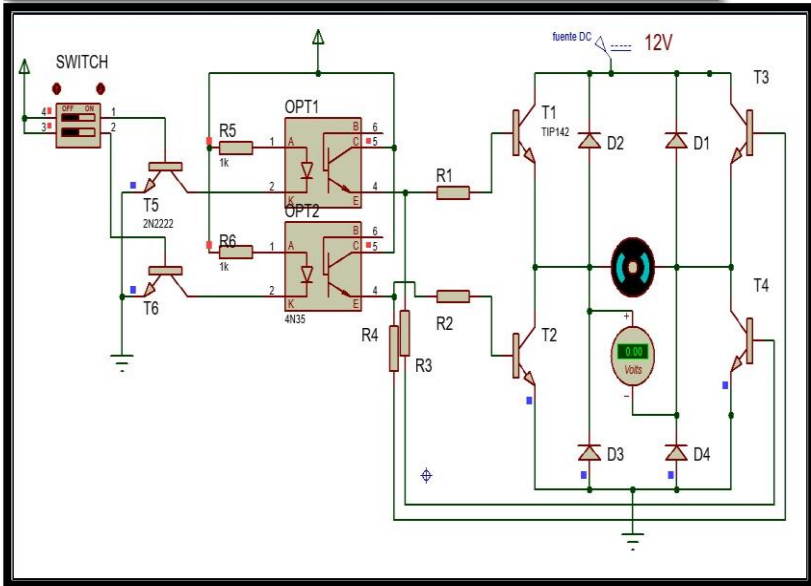 fuente DC 12V
SWITCH
OFF ON
4 1
3 2
T5
2N2222
T6
R5
1k
R6
1k
OPT1
A B 6
C 5
1
2 K E 4
OPT2
A B 6
C 5
1
2 K E 4
4N35
R1
R2
R4
R3
T1
TIP142
T2
D2
D1
T3
T4
+
0.00
Volts
-
D3
D4